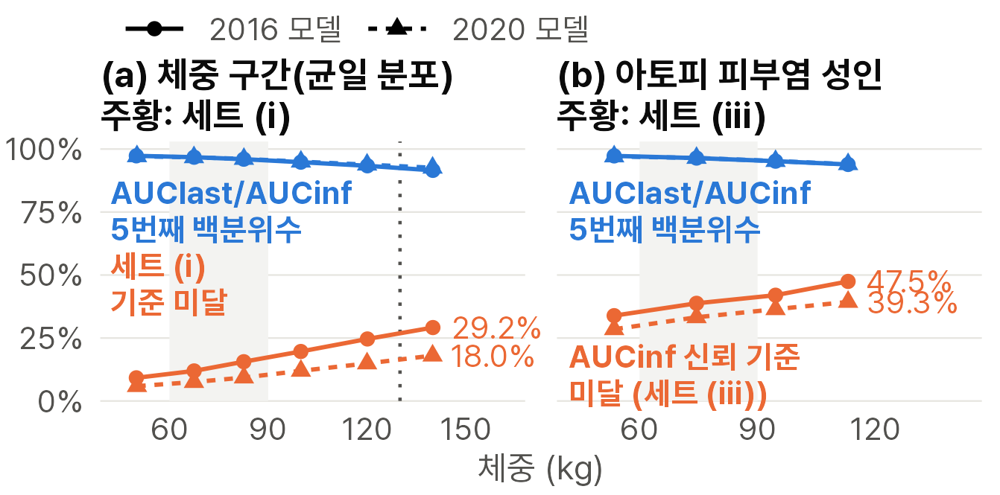 2016 모델 2020 모델
(a) 체중 구간(균일 분포)
주황: 세트 (i)
(b) 아토피 피부염 성인
주황: 세트 (iii)
100%
75%
50%
25%
0%
AUClast/AUCinf
5번째 백분위수
세트 (i)
기준 미달
29.2%
18.0%
60 90 120 150
AUClast/AUCinf
5번째 백분위수
47.5%
39.3%
AUCinf 신뢰 기준
미달 (세트 (iii))
60 90 120
체중 (kg)